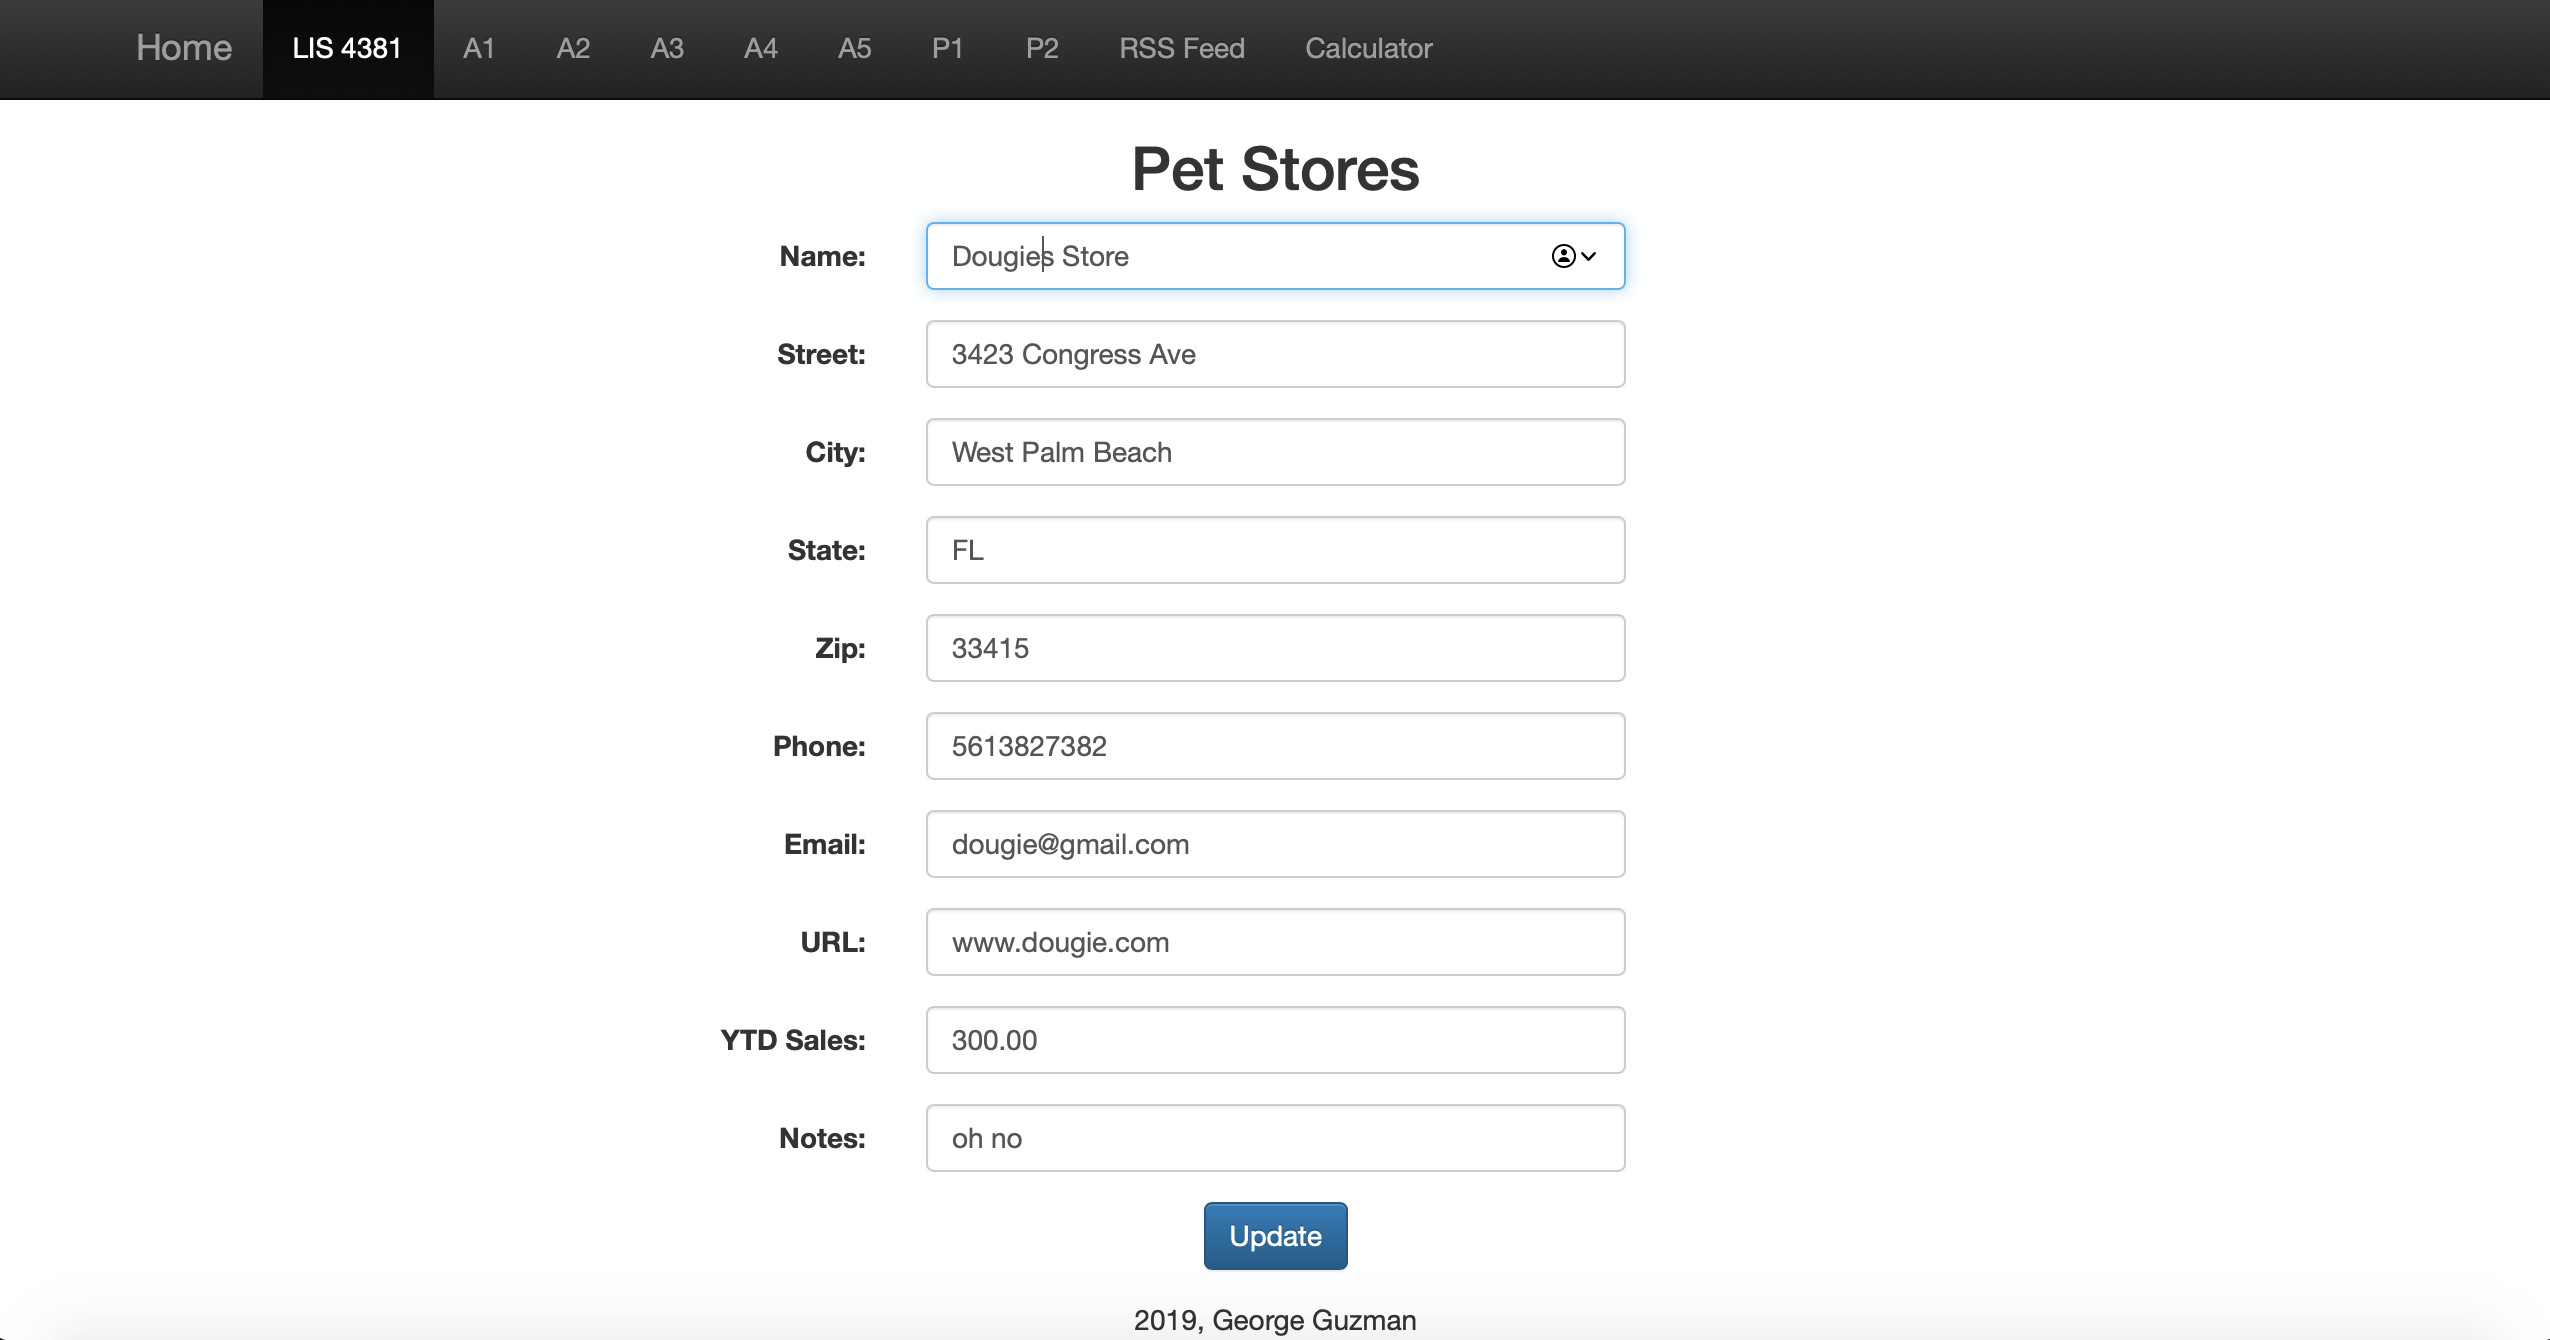 Home LIS 4381 A1 A2 A3 A4 A5 P1 P2 RSS Feed Calculator
Pet Stores
Name: Dougies Store
Street: 3423 Congress Ave
City: West Palm Beach
State: FL
Zip: 33415
Phone: 5613827382
Email: dougie@gmail.com
URL: www.dougie.com
YTD Sales: 300.00
Notes: oh no
Update
2019, George Guzman